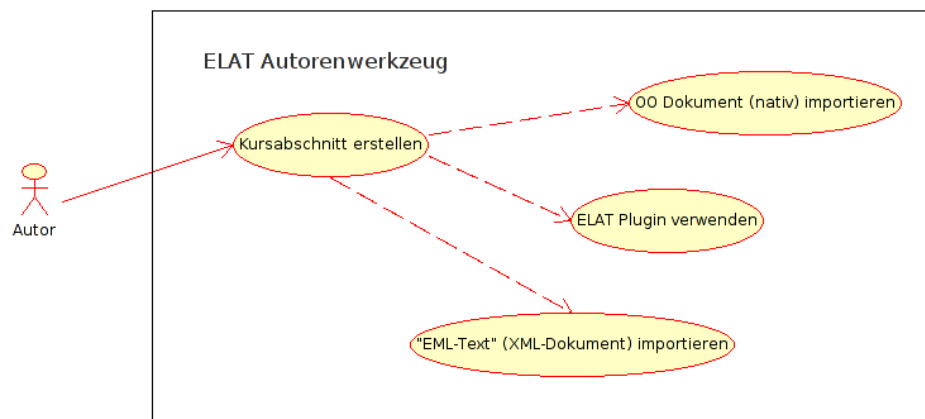 ELAT Autorenwerkzeug
OO Dokument (nativ) importieren
Kursabschnitt erstellen
Autor
ELAT Plugin verwenden
"EML-Text" (XML-Dokument) importieren